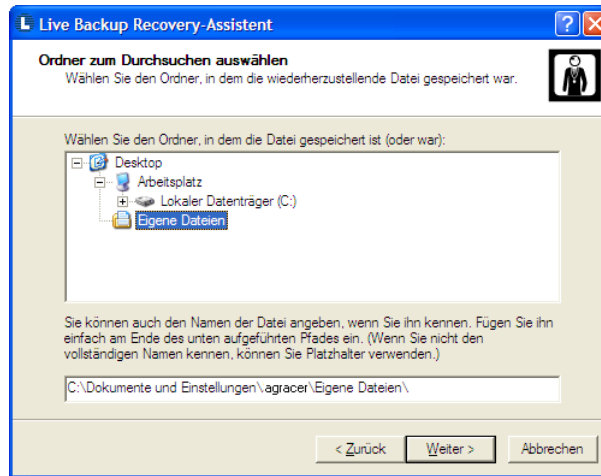 Live Backup Recovery-Assistent
Ordner zum Durchsuchen auswählen
Wählen Sie den Ordner, in dem die wiederherzustellende Datei gespeichert war.
Wählen Sie den Ordner, in dem die Datei gespeichert ist (oder war):
Desktop
Arbeitsplatz
Lokaler Datenträger (C:)
Eigene Dateien
Sie können auch den Namen der Datei angeben, wenn Sie ihn kennen. Fügen Sie ihn
einfach am Ende des unten aufgeführten Pfades ein. (Wenn Sie nicht den
vollständigen Namen kennen, können Sie Platzhalter verwenden.)
C:\Dokumente und Einstellungen\agracer\Eigene Dateien\
< Zurück Weiter > Abbrechen